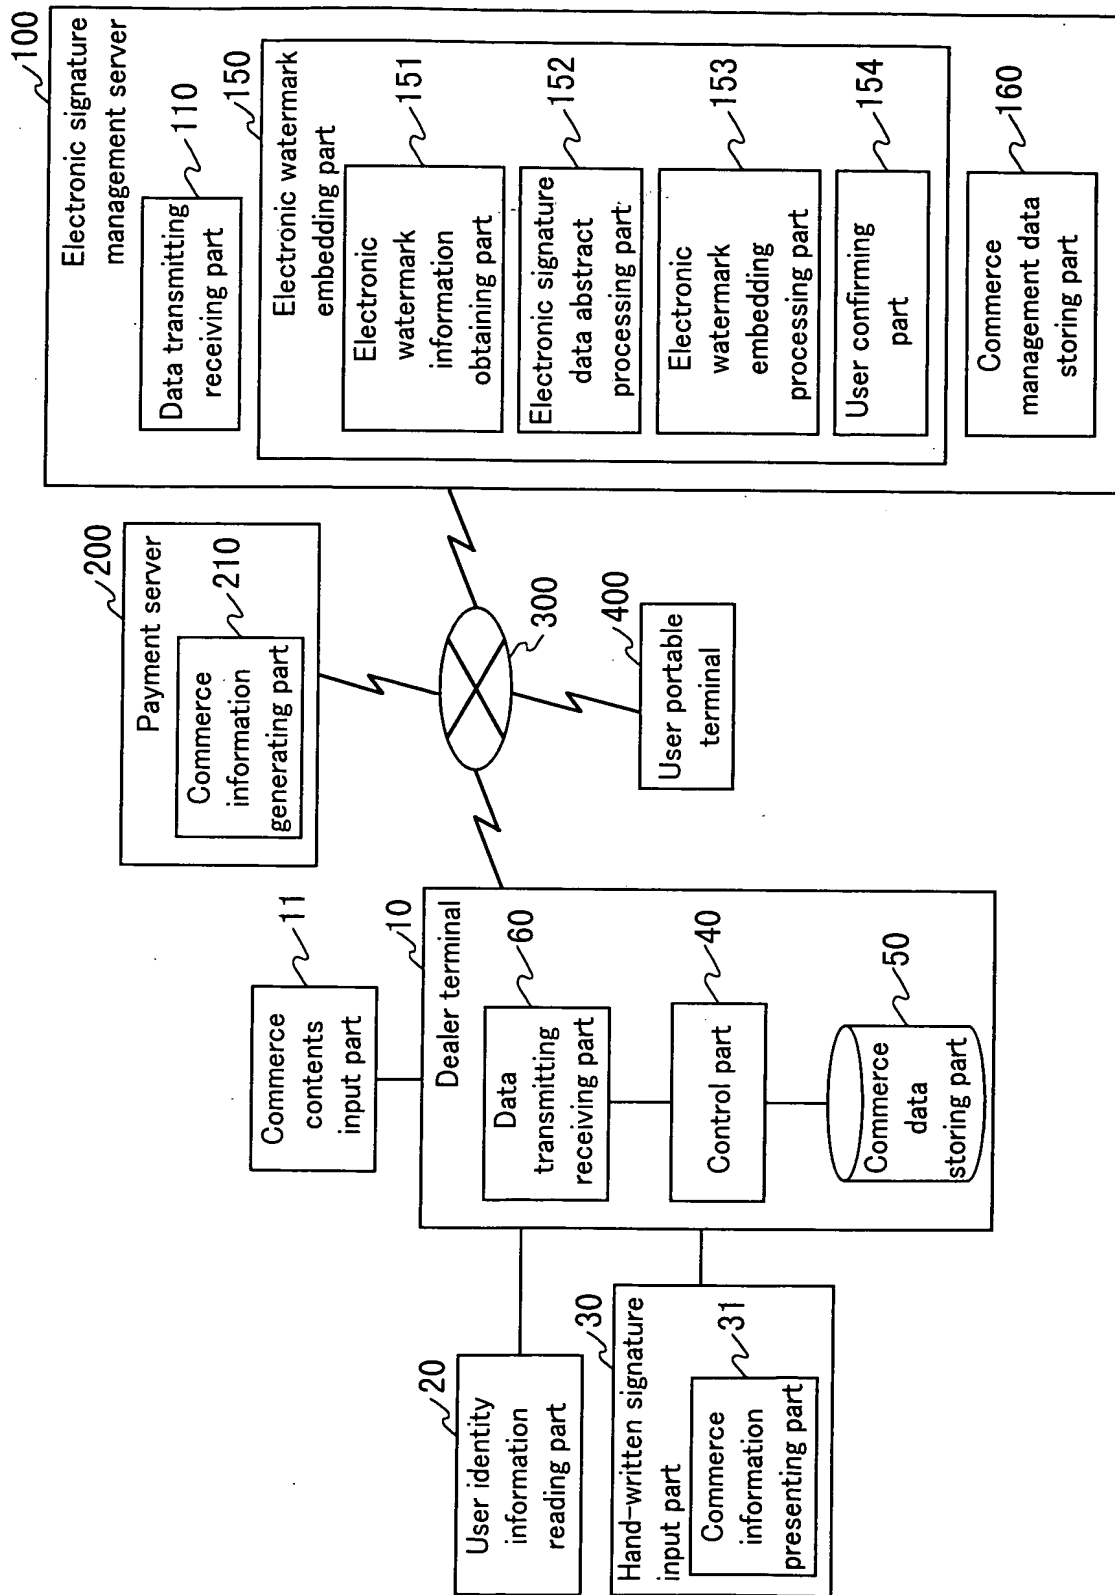 100
Electronic signature
management server
110
Data transmitting
receiving part
150
Electronic watermark
embedding part
151
Electronic
watermark
information
obtaining part
152
Electronic signature
data abstract
processing part
153
Electronic
watermark
embedding
processing part
154
User confirming
part
160
Commerce
management data
storing part
200
Payment server
210
Commerce
information
generating part
300
400
User portable
terminal
11
Commerce
contents
input part
10
Dealer terminal
60
Data
transmitting
receiving part
40
Control part
50
Commerce
data
storing part
20
User identity
information
reading part
30
Hand-written signature
input part
31
Commerce
information
presenting part